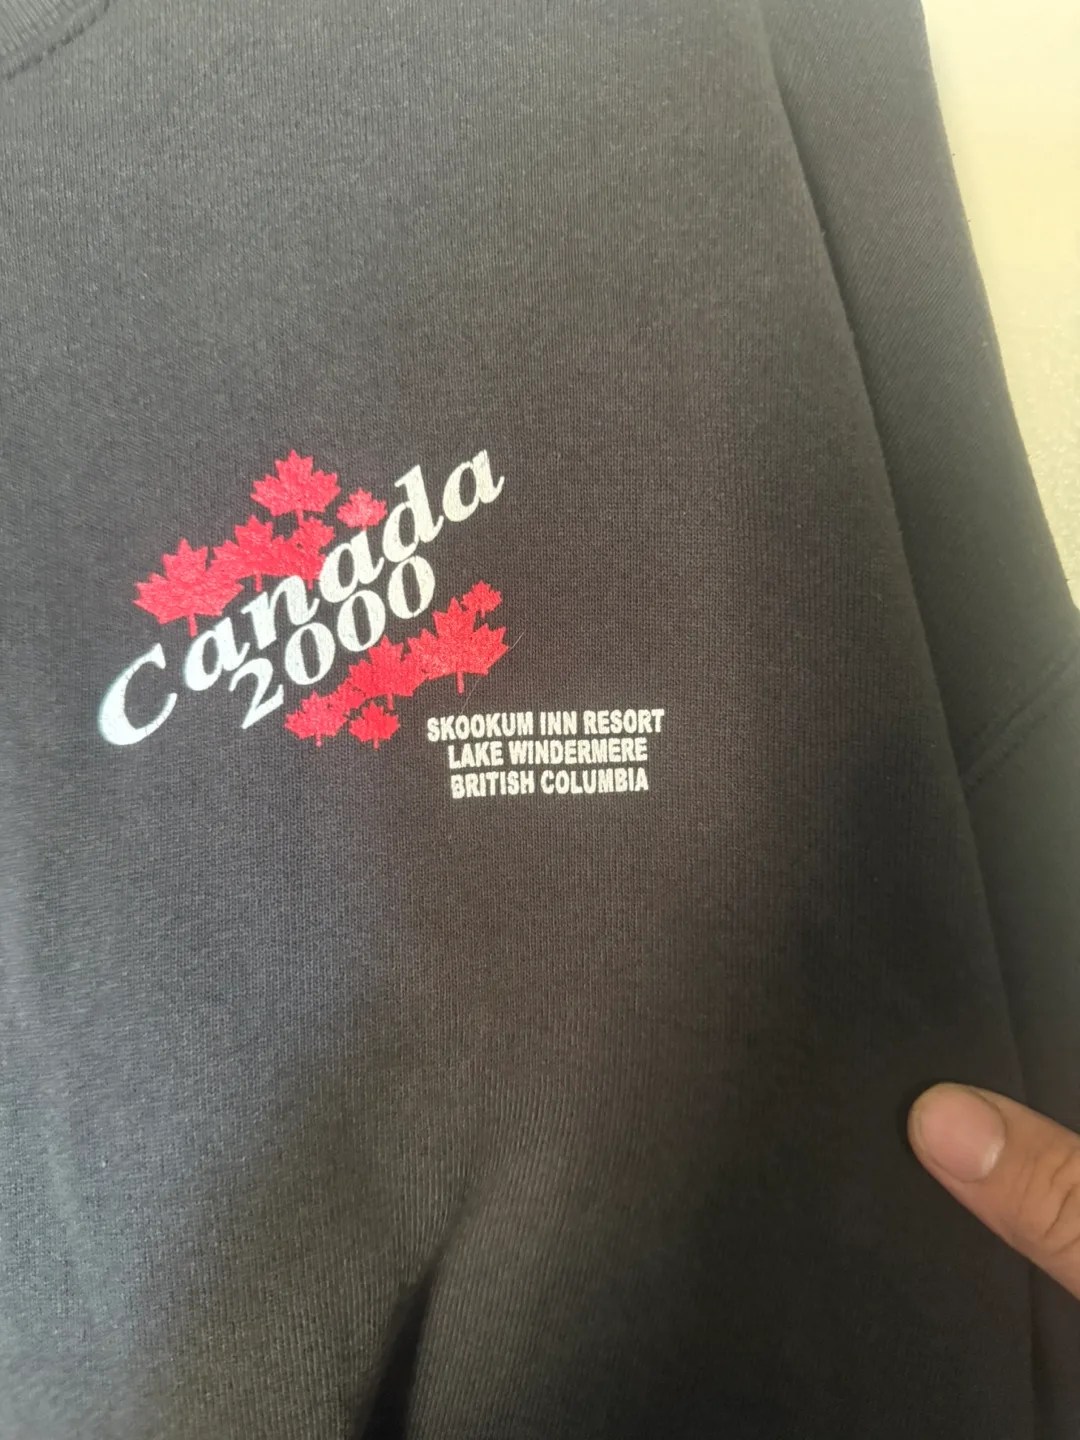 Canada
2000
SKOOKUM INN RESORT
LAKE WINDERMERE
BRITISH COLUMBIA